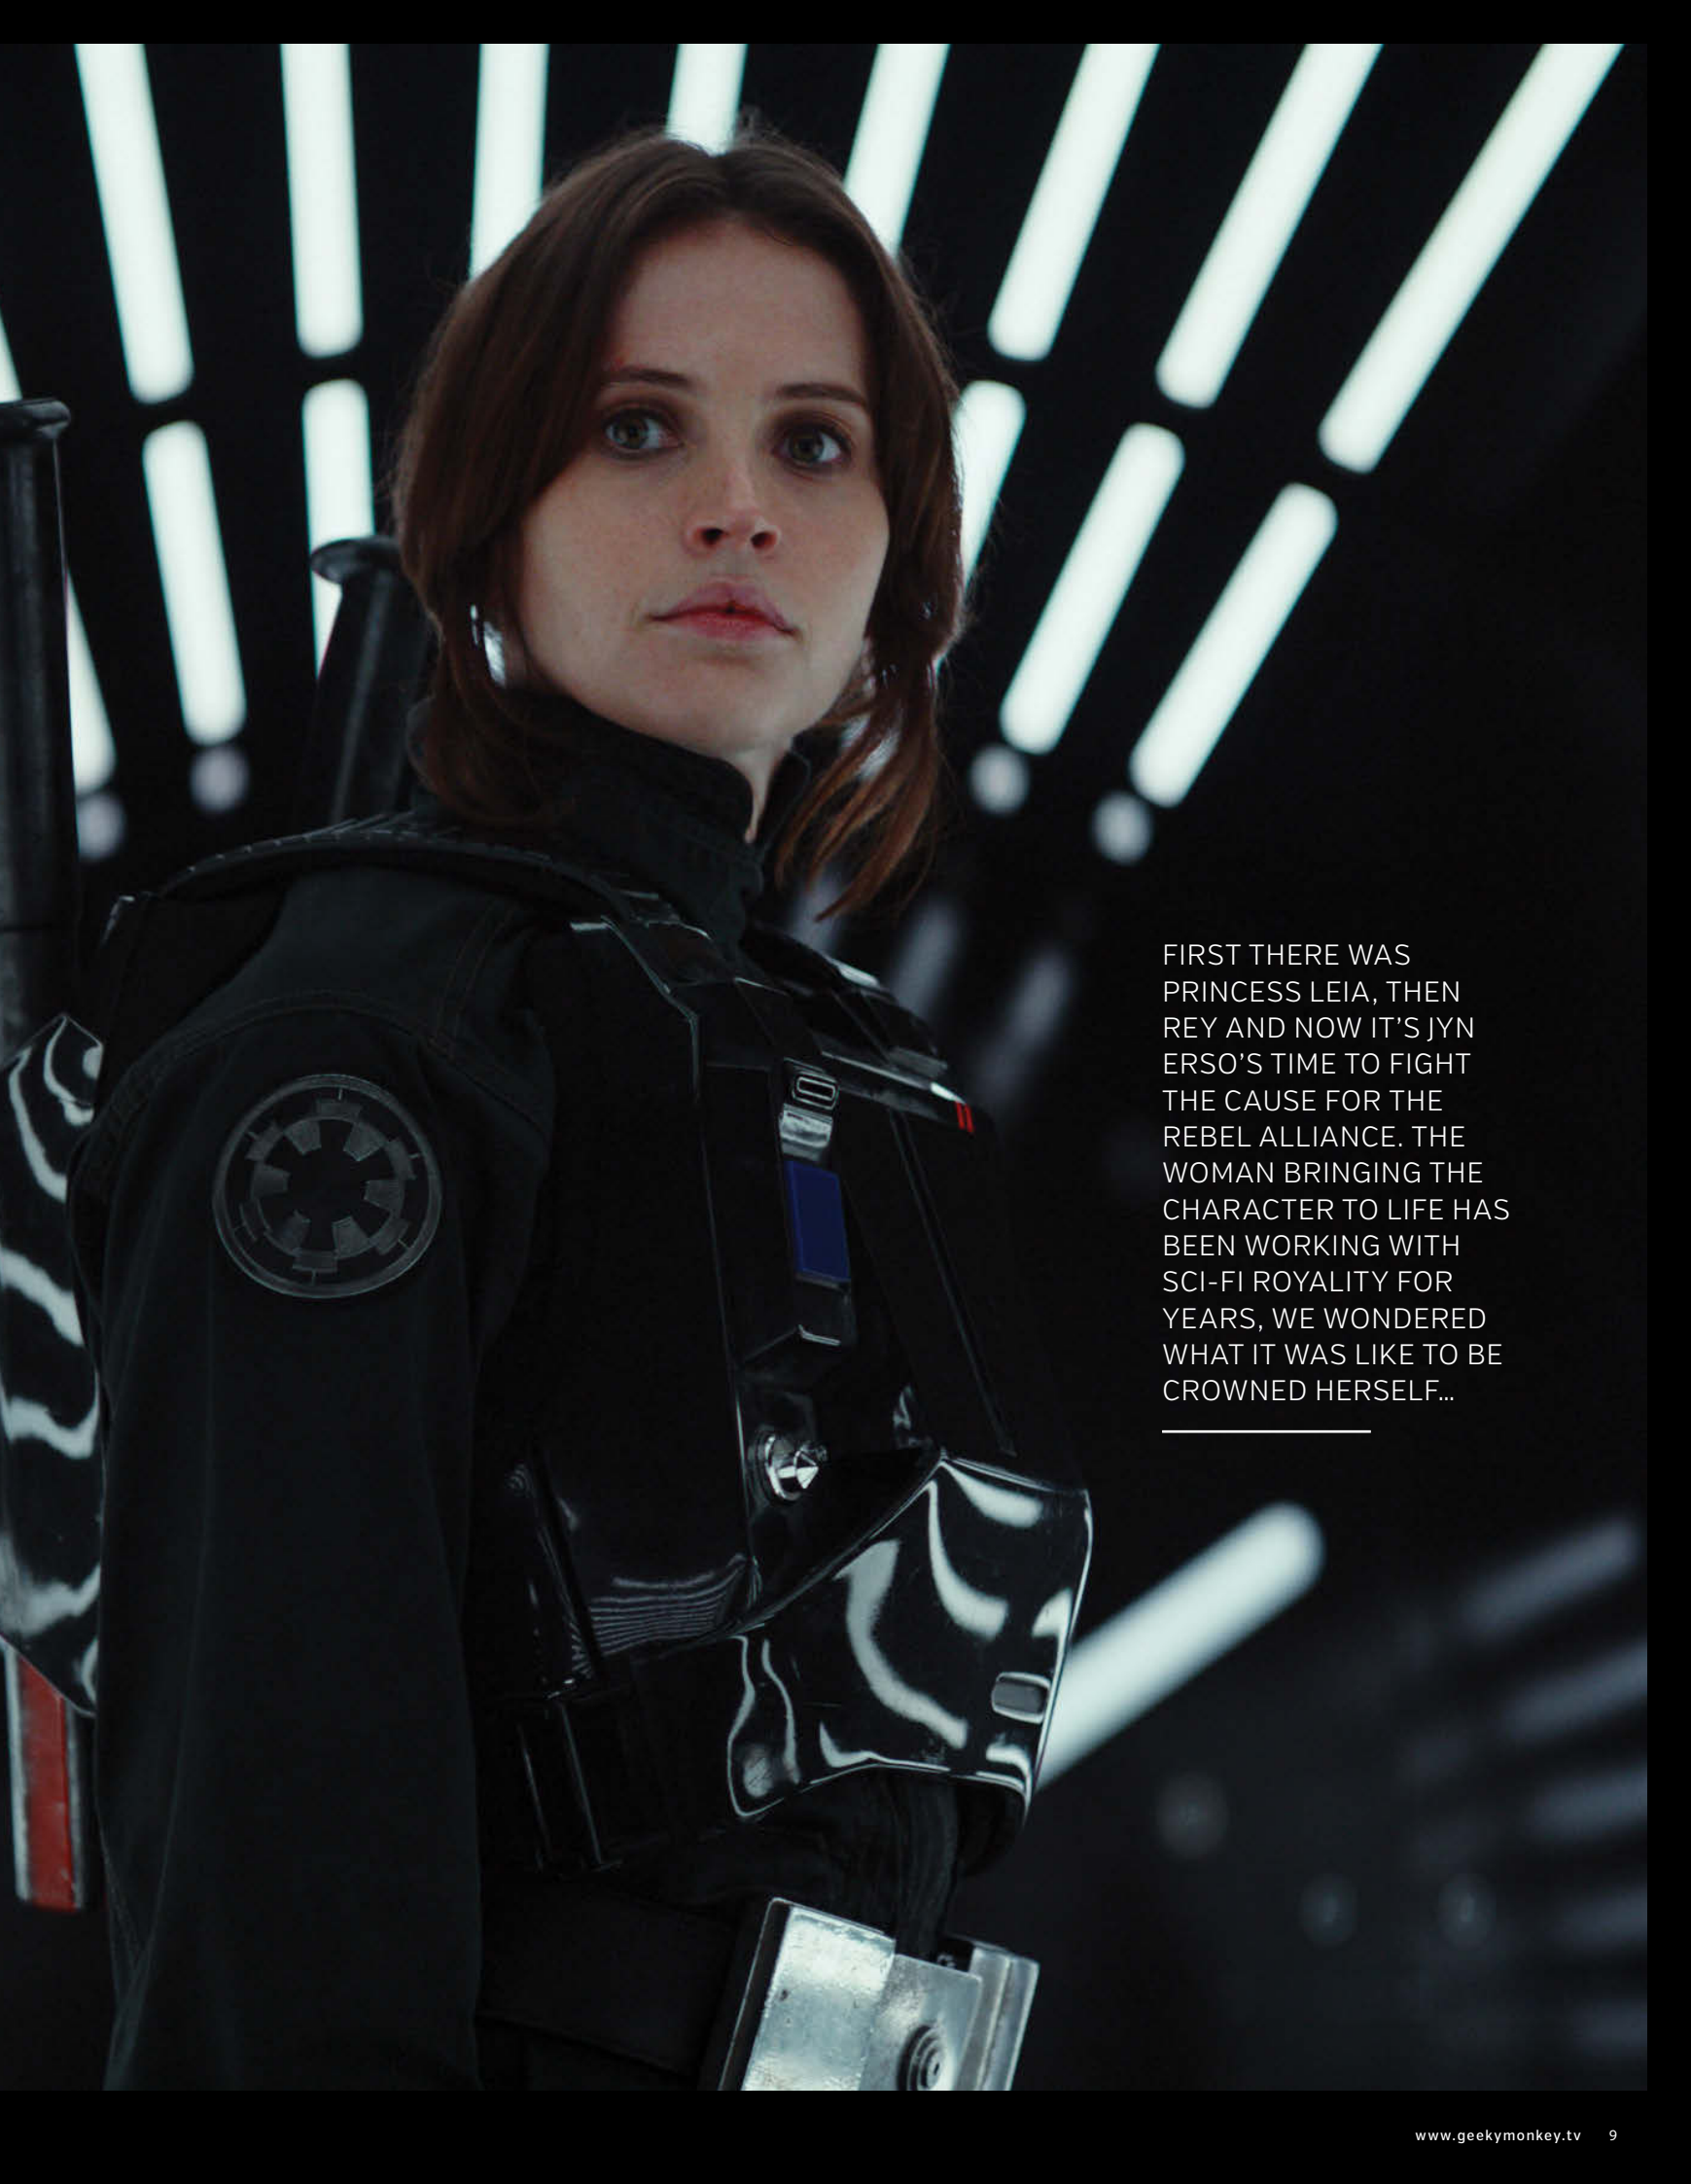 FIRST THERE WAS
PRINCESS LEIA, THEN
REY AND NOW IT’S JYN
ERSO’S TIME TO FIGHT
THE CAUSE FOR THE
REBEL ALLIANCE. THE
WOMAN BRINGING THE
CHARACTER TO LIFE HAS
BEEN WORKING WITH
SCI-FI ROYALITY FOR
YEARS, WE WONDERED
WHAT IT WAS LIKE TO BE
CROWNED HERSELF…
www.geekymonkey.tv 9